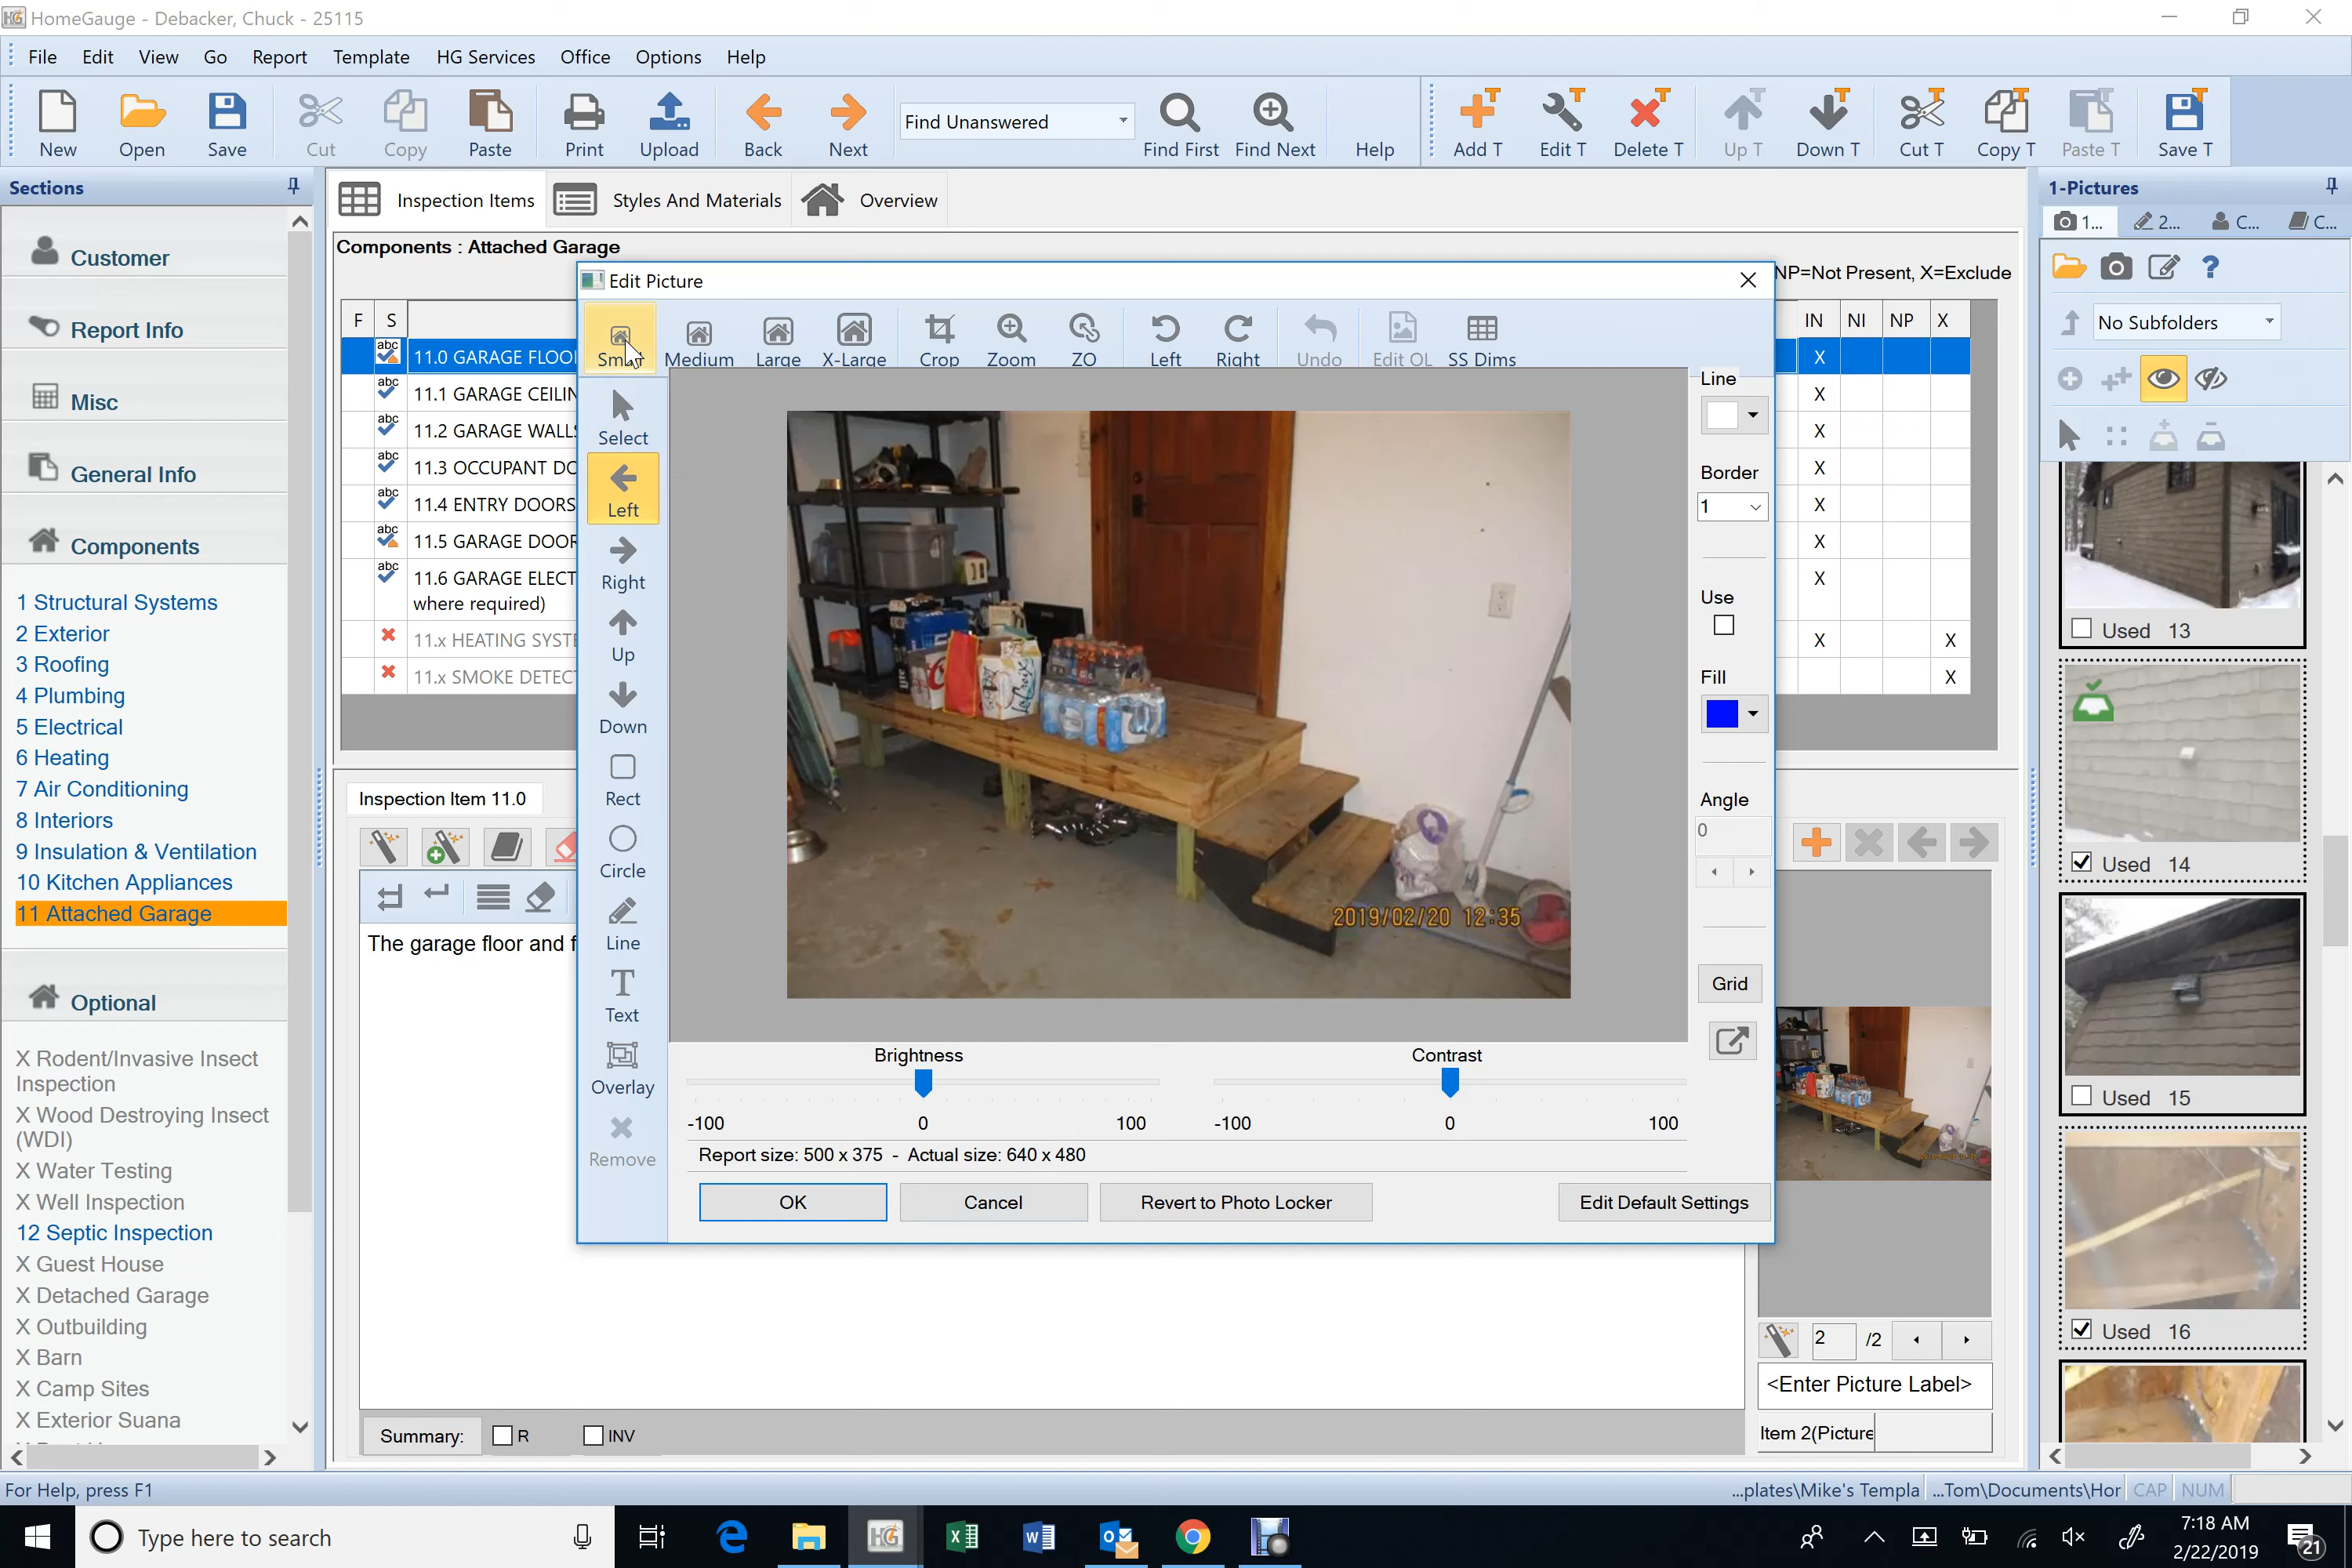 HomeGauge - Debacker, Chuck - 25115
File Edit View Go Report Template HG Services Office Options Help
New Open Save Cut Copy Paste Print Upload Back Next Find Unanswered Find First Find Next Help Add T Edit T Delete T Up T Down T Cut T Copy T Paste T Save T
Sections
Customer
Report Info
Misc
General Info
Components
1 Structural Systems
2 Exterior
3 Roofing
4 Plumbing
5 Electrical
6 Heating
7 Air Conditioning
8 Interiors
9 Insulation & Ventilation
10 Kitchen Appliances
11 Attached Garage
Optional
X Rodent/Invasive Insect
Inspection
X Wood Destroying Insect
(WDI)
X Water Testing
X Well Inspection
12 Septic Inspection
X Guest House
X Detached Garage
X Outbuilding
X Barn
X Camp Sites
X Exterior Suana
Inspection Items Styles And Materials Overview
Components : Attached Garage
NP=Not Present, X=Exclude
F S IN NI NP X
abc 11.0 GARAGE FLOO X
abc 11.1 GARAGE CEILIN X
abc 11.2 GARAGE WALLS X
abc 11.3 OCCUPANT DO X
abc 11.4 ENTRY DOORS X
abc 11.5 GARAGE DOOR X
abc 11.6 GARAGE ELECT X
where required)
11.x HEATING SYSTE X X
11.x SMOKE DETECT X
Edit Picture
Small Medium Large X-Large Crop Zoom ZO Left Right Undo Edit OL SS Dims
Select
Left
Right
Up
Down
Rect
Circle
Line
Text
Overlay
Remove
2019/02/20 12:35
Line
Border
1
Use
Fill
Angle
0
Grid
Brightness Contrast
-100 0 100 -100 0 100
Report size: 500 x 375 - Actual size: 640 x 480
OK Cancel Revert to Photo Locker Edit Default Settings
Inspection Item 11.0
The garage floor and f
2 /2
<Enter Picture Label>
Item 2(Picture
Summary: R INV
1-Pictures
1... 2... C... C...
No Subfolders
Used 13
Used 14
Used 15
Used 16
For Help, press F1
...plates\Mike's Templa ...Tom\Documents\Hor CAP NUM
Type here to search
7:18 AM
2/22/2019
21